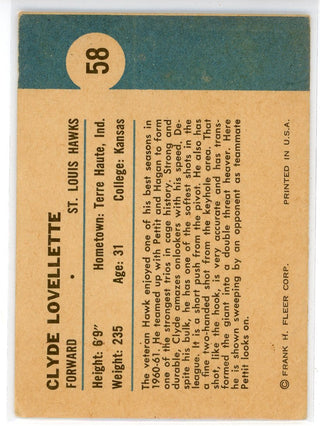 58
CLYDE LOVELLETTE
FORWARD • ST. LOUIS HAWKS
Height: 6'9" Hometown: Terre Haute, Ind.
Weight: 235 Age: 31 College: Kansas
The veteran Hawk enjoyed one of his best seasons in
1960-61. He teamed up with Pettit and Hagan to form
one of the strongest trios in cage history. Strong and
durable, Clyde amazes onlookers with his speed. De-
spite his bulk, he has one of the softest shots in the
league. It is a short push from the pivot. He also has
a fine two-handed shot from the keyhole area. That
shot, like the hook, is very accurate and has trans-
formed the giant into a double threat heaver. Here
he is shown sweeping by an opponent as teammate
Pettit looks on.
© FRANK H. FLEER CORP. PRINTED IN U.S.A.